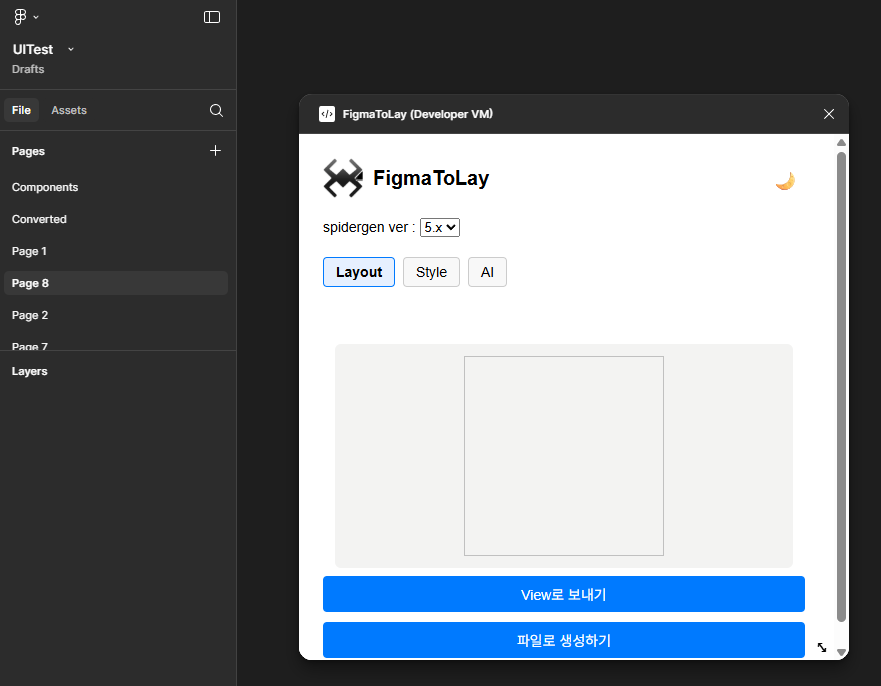 UITest
Drafts
File Assets
Pages
Components
Converted
Page 1
Page 8
Page 2
Page 7
Layers
FigmaToLay (Developer VM)
FigmaToLay
spidergen ver : 5.x
Layout Style AI
View로 보내기
파일로 생성하기